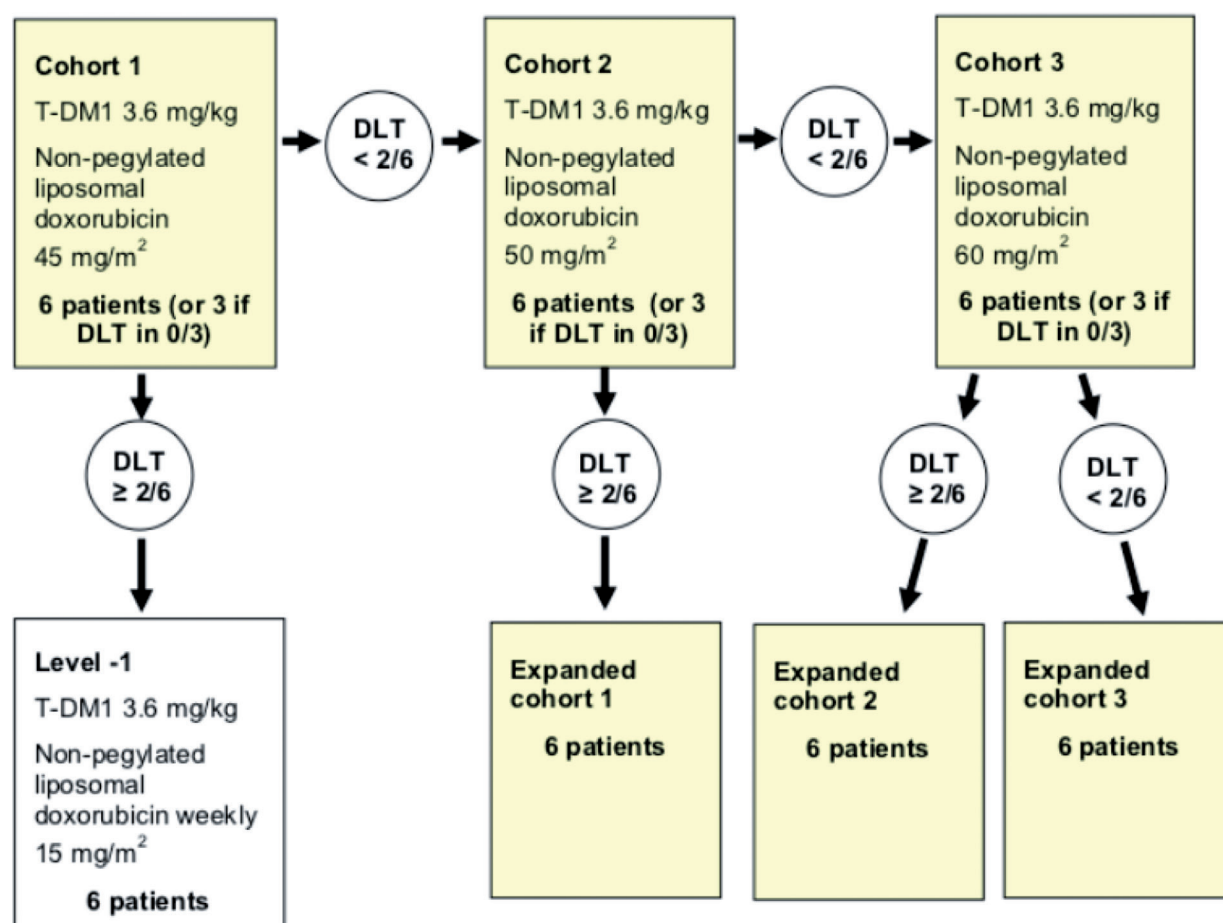 Cohort 1
T-DM1 3.6 mg/kg
Non-pegylated
liposomal
doxorubicin
45 mg/m²
6 patients (or 3 if
DLT in 0/3)
DLT
< 2/6
Cohort 2
T-DM1 3.6 mg/kg
Non-pegylated
liposomal
doxorubicin
50 mg/m²
6 patients (or 3
if DLT in 0/3)
DLT
< 2/6
Cohort 3
T-DM1 3.6 mg/kg
Non-pegylated
liposomal
doxorubicin
60 mg/m²
6 patients (or 3 if
DLT in 0/3)
DLT
≥ 2/6
DLT
≥ 2/6
DLT
≥ 2/6
DLT
< 2/6
Level -1
T-DM1 3.6 mg/kg
Non-pegylated
liposomal
doxorubicin weekly
15 mg/m²
6 patients
Expanded
cohort 1
6 patients
Expanded
cohort 2
6 patients
Expanded
cohort 3
6 patients